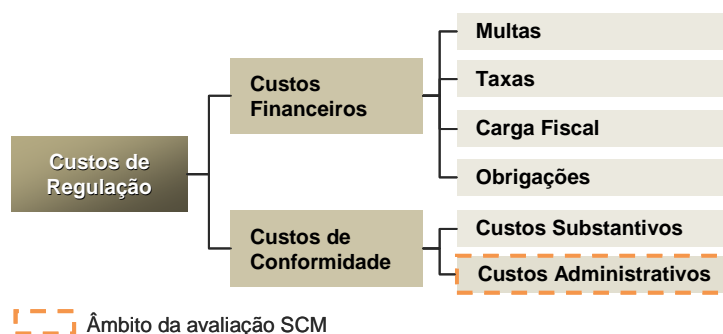 Custos de
Regulação
Custos
Financeiros
Multas
Taxas
Carga Fiscal
Obrigações
Custos de
Conformidade
Custos Substantivos
Custos Administrativos
Âmbito da avaliação SCM